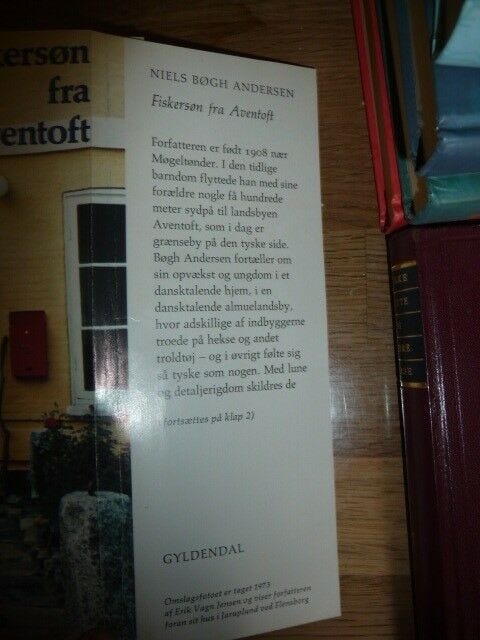 kersøn
fra
ventoft
NIELS BØGH ANDERSEN
Fiskersøn fra Aventoft
Forfatteren er født 1908 nær
Møgeltønder. I den tidlige
barndom flyttede han med sine
forældre nogle få hundrede
meter sydpå til landsbyen
Aventoft, som i dag er
grænseby på den tyske side.
Bøgh Andersen fortæller om
sin opvækst og ungdom i et
dansktalende hjem, i en
dansktalende almuelandsby,
hvor adskillige af indbyggerne
troede på hekse og andet
troldtøj – og i øvrigt følte sig
så tyske som nogen. Med lune
og detaljerigdom skildres de
(fortsættes på klap 2)
GYLDENDAL
Omslagsfotoet er taget 1973
af Erik Vagn Jensen og viser forfatteren
foran sit hus i Jaruplund ved Flensborg